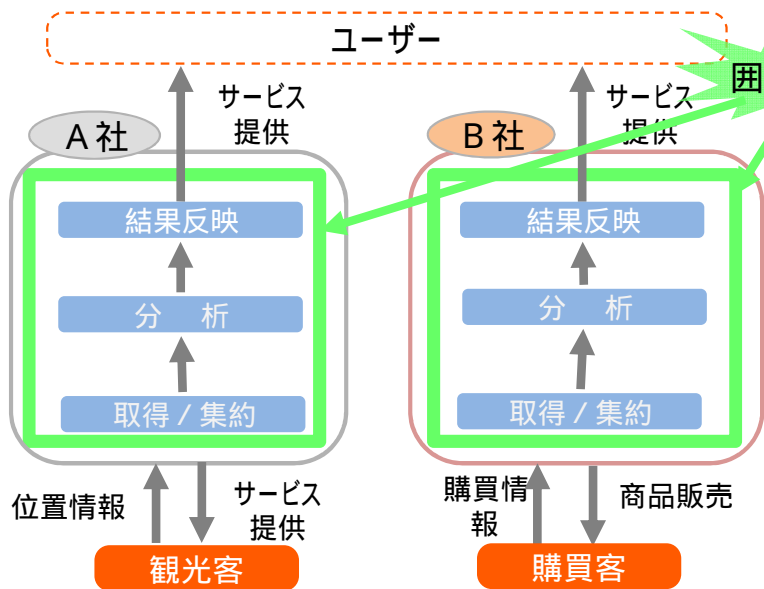 ユーザー
囲
サービス
提供
サービス
提供
A社
B社
結果反映
結果反映
分 析
分 析
取得/集約
取得/集約
位置情報
サービス
提供
購買情
報
商品販売
観光客
購買客